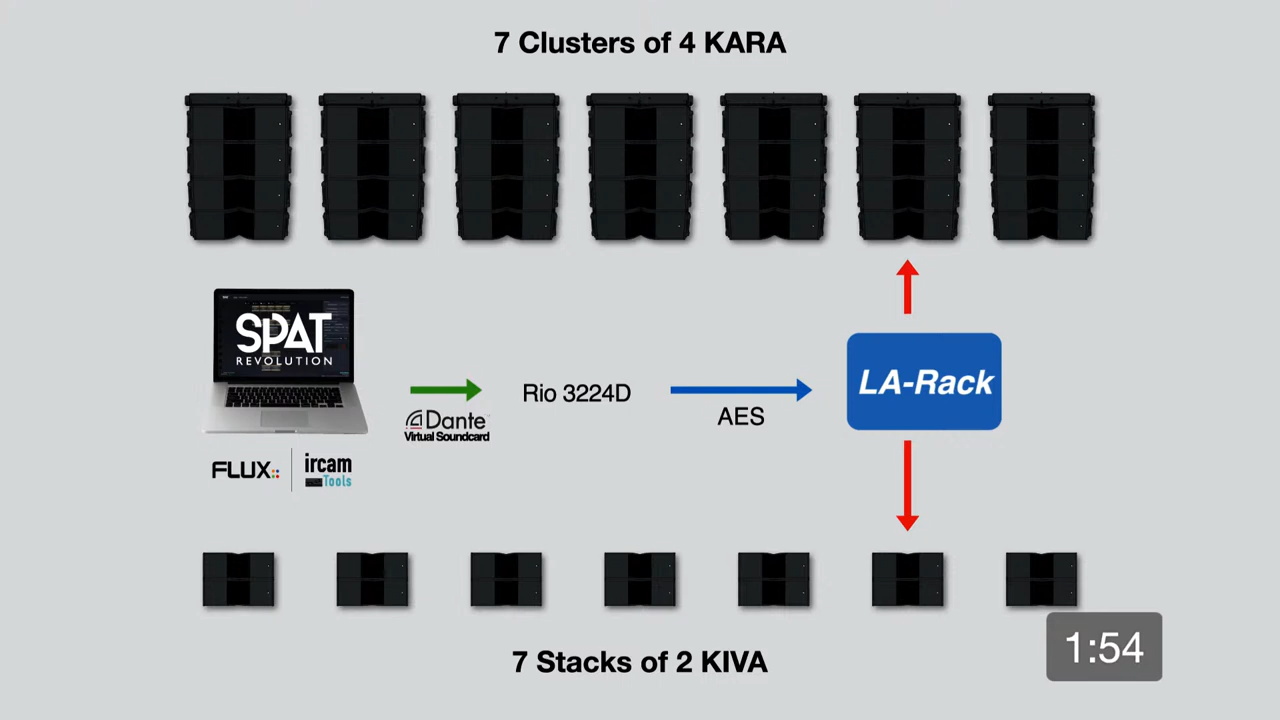 7 Clusters of 4 KARA
SPAT
REVOLUTION
Rio 3224D
LA-Rack
Dante
Virtual Soundcard
AES
FLUX::
ircam
Tools
7 Stacks of 2 KIVA
1:54